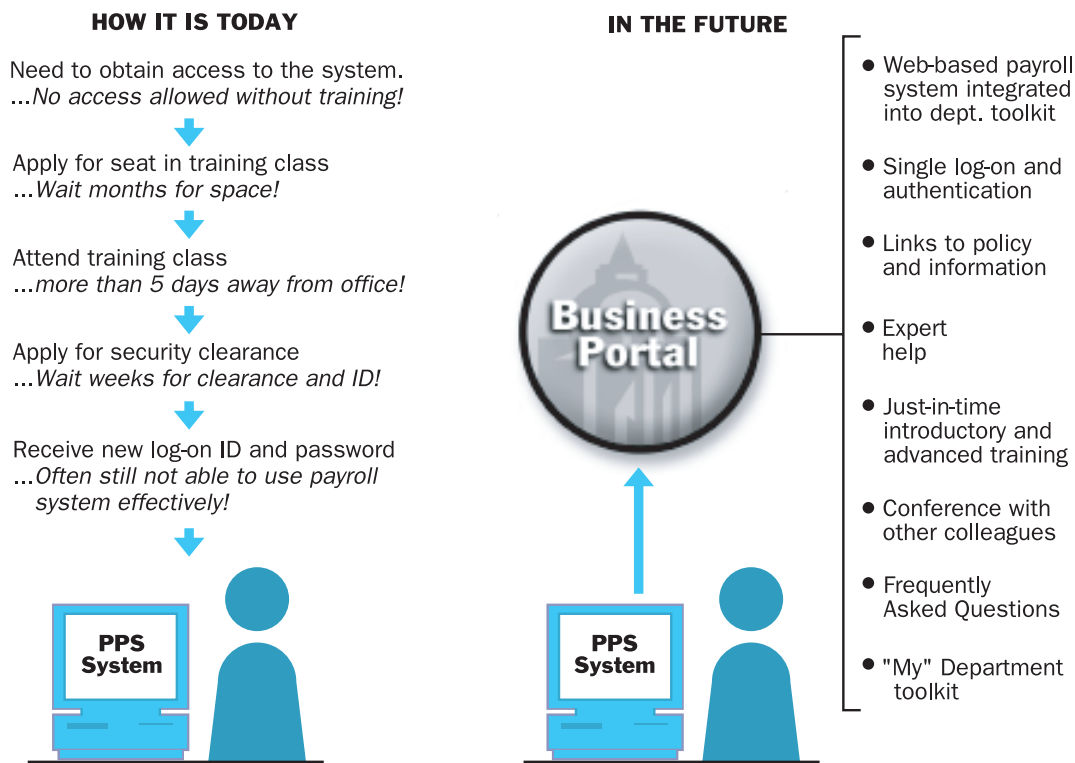 HOW IT IS TODAY
Need to obtain access to the system.
...No access allowed without training!
Apply for seat in training class
...Wait months for space!
Attend training class
...more than 5 days away from office!
Apply for security clearance
...Wait weeks for clearance and ID!
Receive new log-on ID and password
...Often still not able to use payroll
system effectively!
PPS
System
IN THE FUTURE
Business
Portal
PPS
System
● Web-based payroll
system integrated
into dept. toolkit
● Single log-on and
authentication
● Links to policy
and information
● Expert
help
● Just-in-time
introductory and
advanced training
● Conference with
other colleagues
● Frequently
Asked Questions
● "My" Department
toolkit